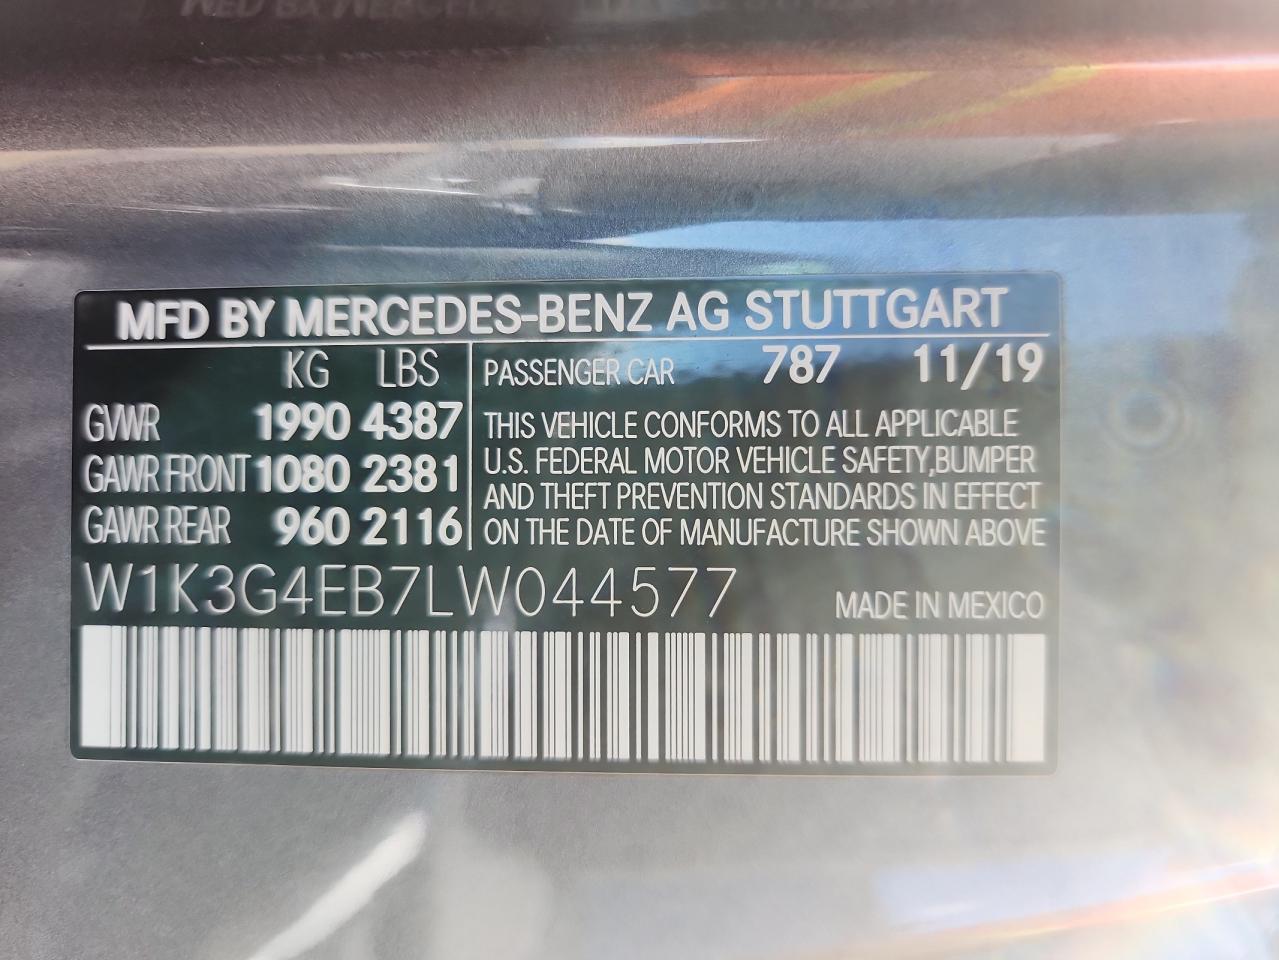 MFD BY MERCEDES-BENZ AG STUTTGART
KG LBS
GVWR 1990 4387
GAWR FRONT 1080 2381
GAWR REAR 960 2116
PASSENGER CAR 787 11/19
THIS VEHICLE CONFORMS TO ALL APPLICABLE
U.S. FEDERAL MOTOR VEHICLE SAFETY,BUMPER
AND THEFT PREVENTION STANDARDS IN EFFECT
ON THE DATE OF MANUFACTURE SHOWN ABOVE
W1K3G4EB7LW044577
MADE IN MEXICO